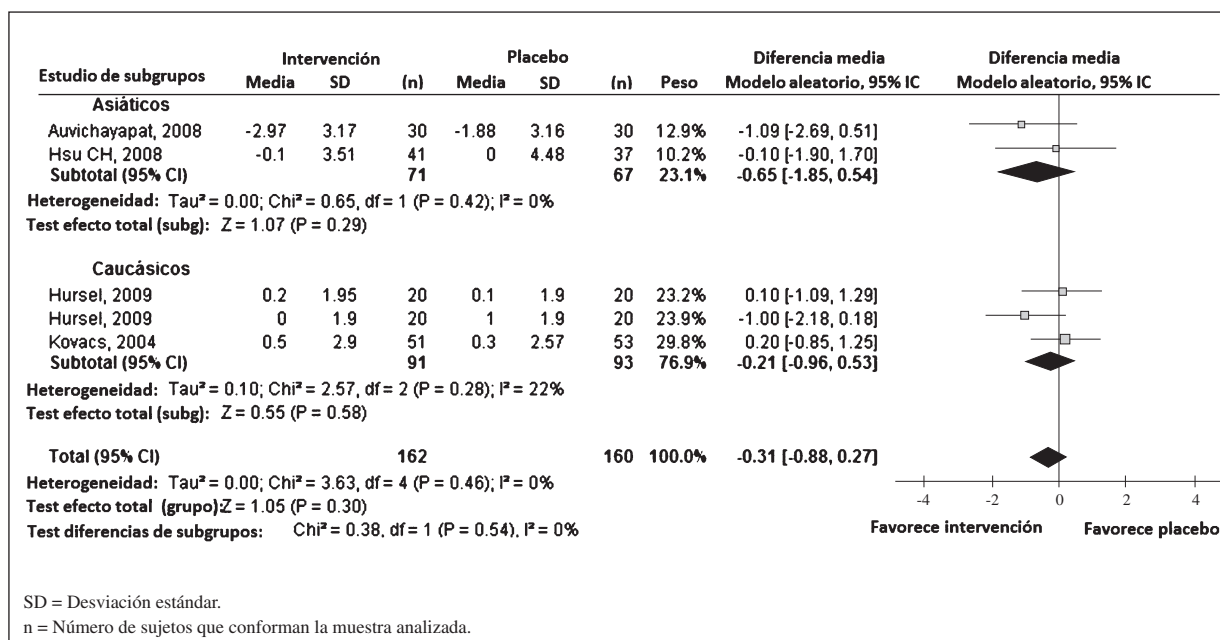 Intervención Placebo Diferencia media Diferencia media
Estudio de subgrupos Media SD (n) Media SD (n) Peso Modelo aleatorio, 95% IC Modelo aleatorio, 95% IC
Asiáticos
Auvichayapat, 2008 -2.97 3.17 30 -1.88 3.16 30 12.9% -1.09 [-2.69, 0.51]
Hsu CH, 2008 -0.1 3.51 41 0 4.48 37 10.2% -0.10 [-1.90, 1.70]
Subtotal (95% CI) 71 67 23.1% -0.65 [-1.85, 0.54]
Heterogeneidad: Tau² = 0.00; Chi² = 0.65, df = 1 (P = 0.42); I² = 0%
Test efecto total (subg): Z = 1.07 (P = 0.29)
Caucásicos
Hursel, 2009 0.2 1.95 20 0.1 1.9 20 23.2% 0.10 [-1.09, 1.29]
Hursel, 2009 0 1.9 20 1 1.9 20 23.9% -1.00 [-2.18, 0.18]
Kovacs, 2004 0.5 2.9 51 0.3 2.57 53 29.8% 0.20 [-0.85, 1.25]
Subtotal (95% CI) 91 93 76.9% -0.21 [-0.96, 0.53]
Heterogeneidad: Tau² = 0.10; Chi² = 2.57, df = 2 (P = 0.28); I² = 22%
Test efecto total (subg): Z = 0.55 (P = 0.58)
Total (95% CI) 162 160 100.0% -0.31 [-0.88, 0.27]
Heterogeneidad: Tau² = 0.00; Chi² = 3.63, df = 4 (P = 0.46); I² = 0%
Test efecto total (grupo): Z = 1.05 (P = 0.30)
Test diferencias de subgrupos: Chi² = 0.38, df = 1 (P = 0.54), I² = 0%
-4 -2 0 2 4
Favorece intervención Favorece placebo
SD = Desviación estándar.
n = Número de sujetos que conforman la muestra analizada.